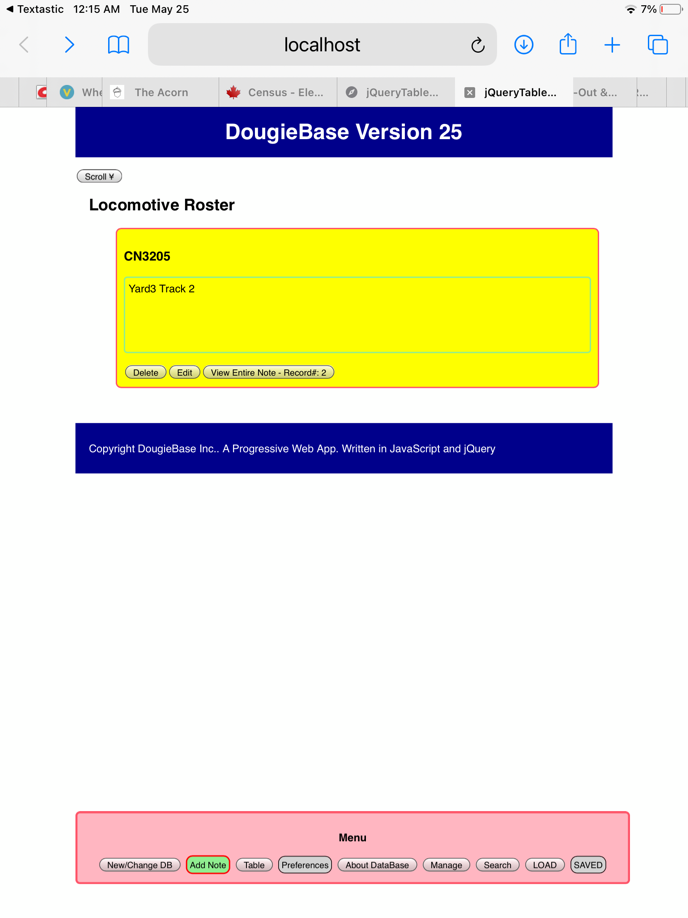 ◀ Textastic 12:15 AM Tue May 25 7%
localhost
Whe The Acorn Census - Ele... jQueryTable... jQueryTable... -Out &...
DougieBase Version 25
Scroll ¥
Locomotive Roster
CN3205
Yard3 Track 2
Delete Edit View Entire Note - Record#: 2
Copyright DougieBase Inc.. A Progressive Web App. Written in JavaScript and jQuery
Menu
New/Change DB Add Note Table Preferences About DataBase Manage Search LOAD SAVED